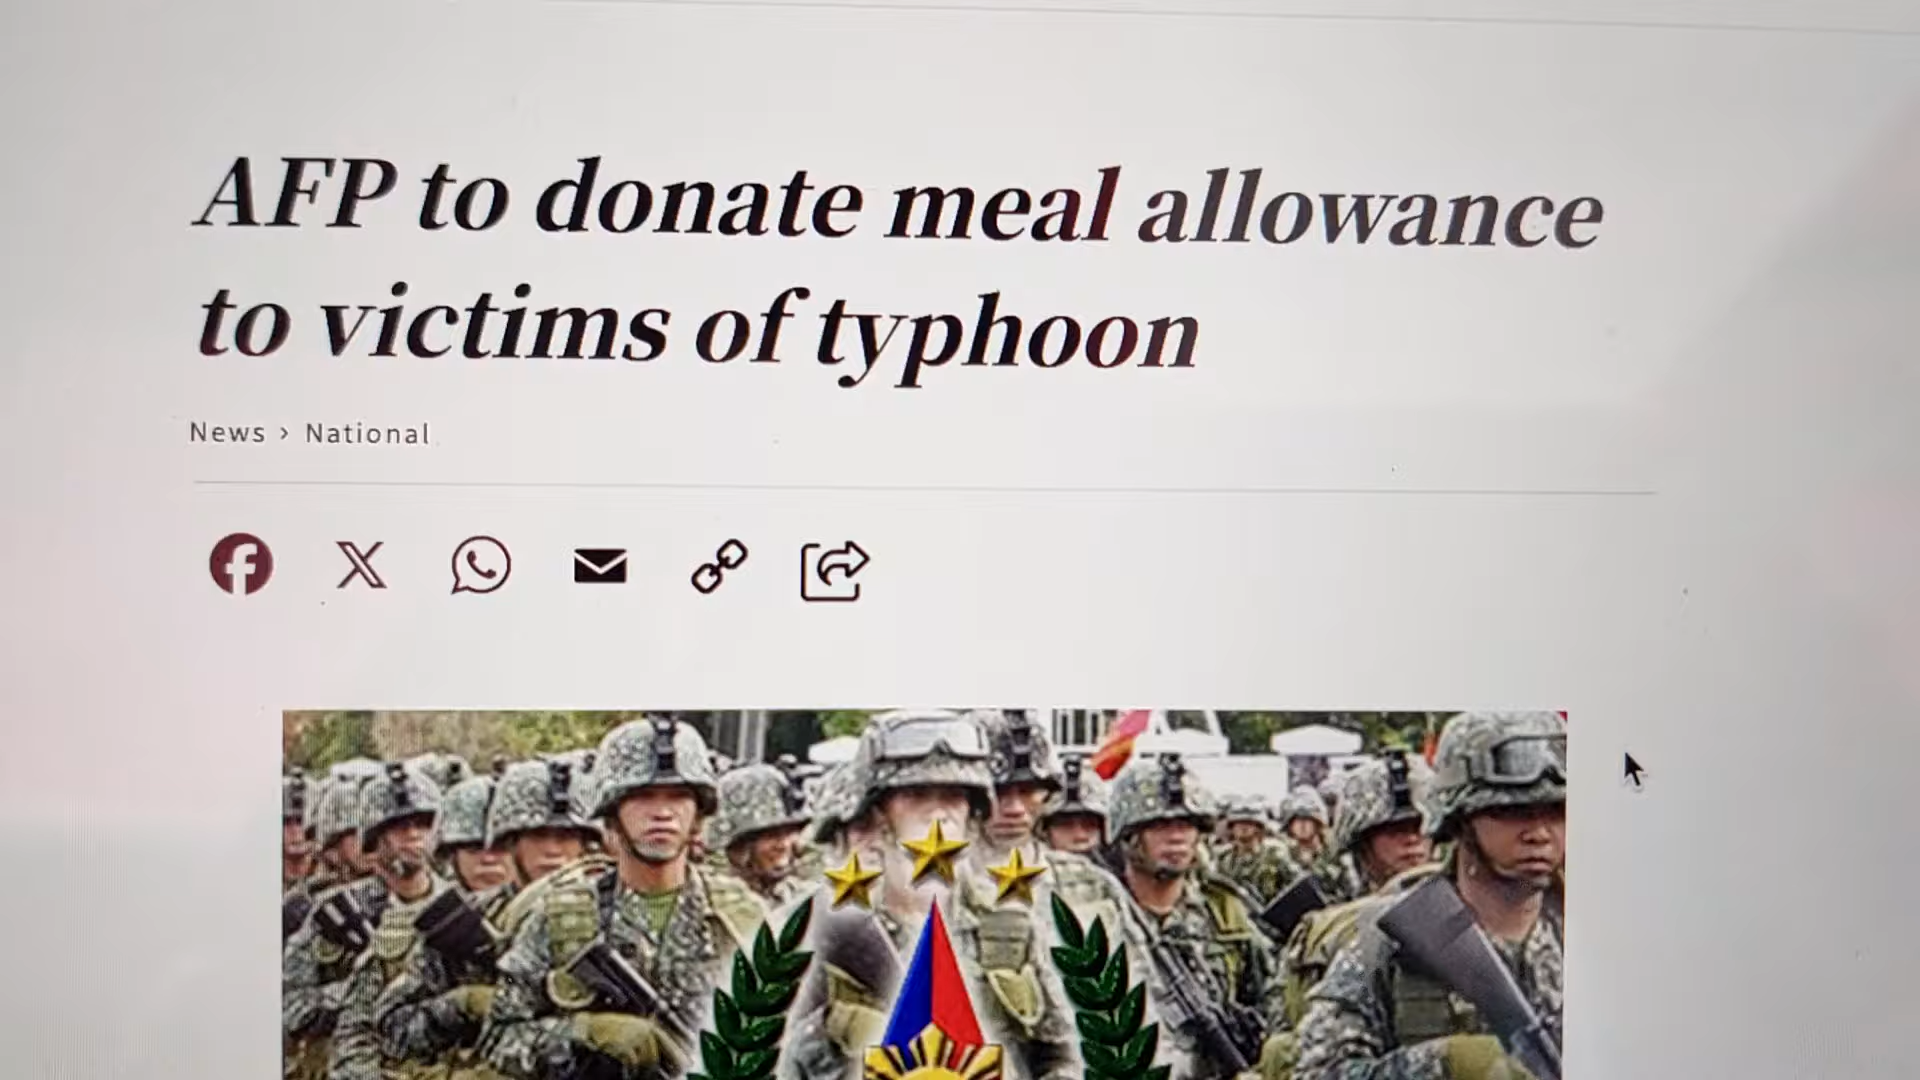 AFP to donate meal allowance
to victims of typhoon
News › National